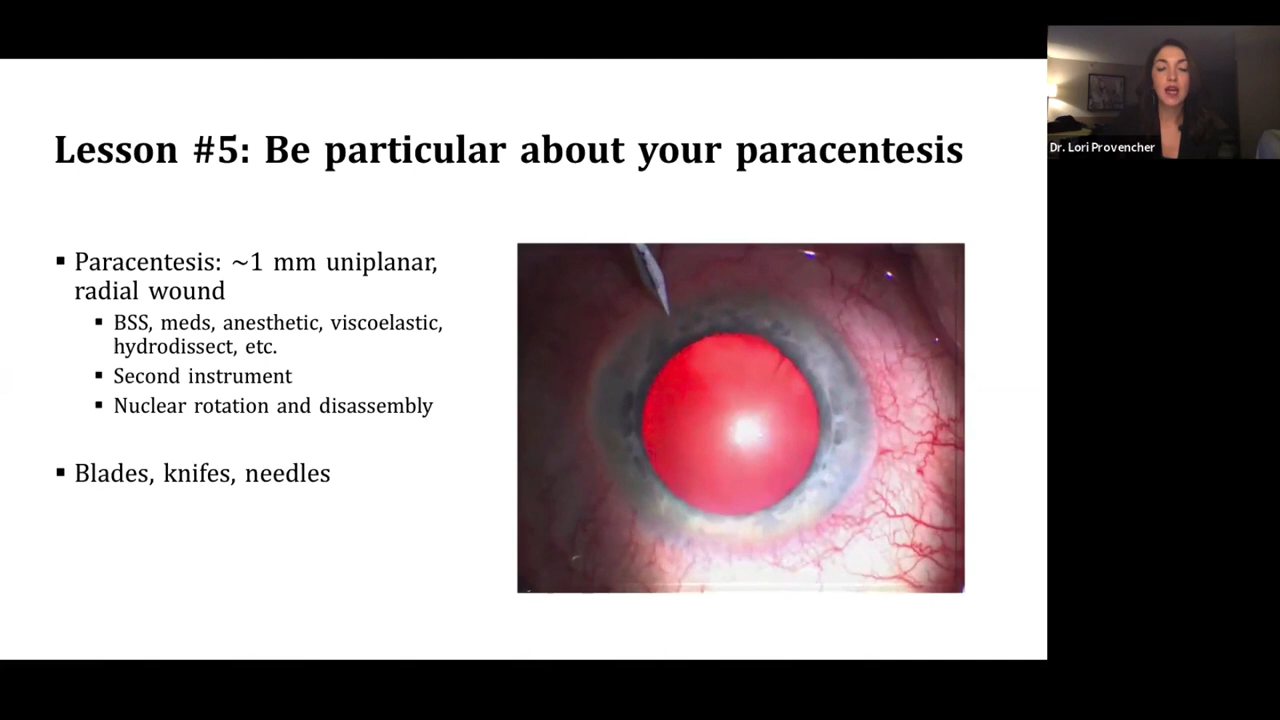 Lesson #5: Be particular about your paracentesis
▪ Paracentesis: ~1 mm uniplanar,
radial wound
▪ BSS, meds, anesthetic, viscoelastic,
hydrodissect, etc.
▪ Second instrument
▪ Nuclear rotation and disassembly
▪ Blades, knifes, needles
Dr. Lori Provencher